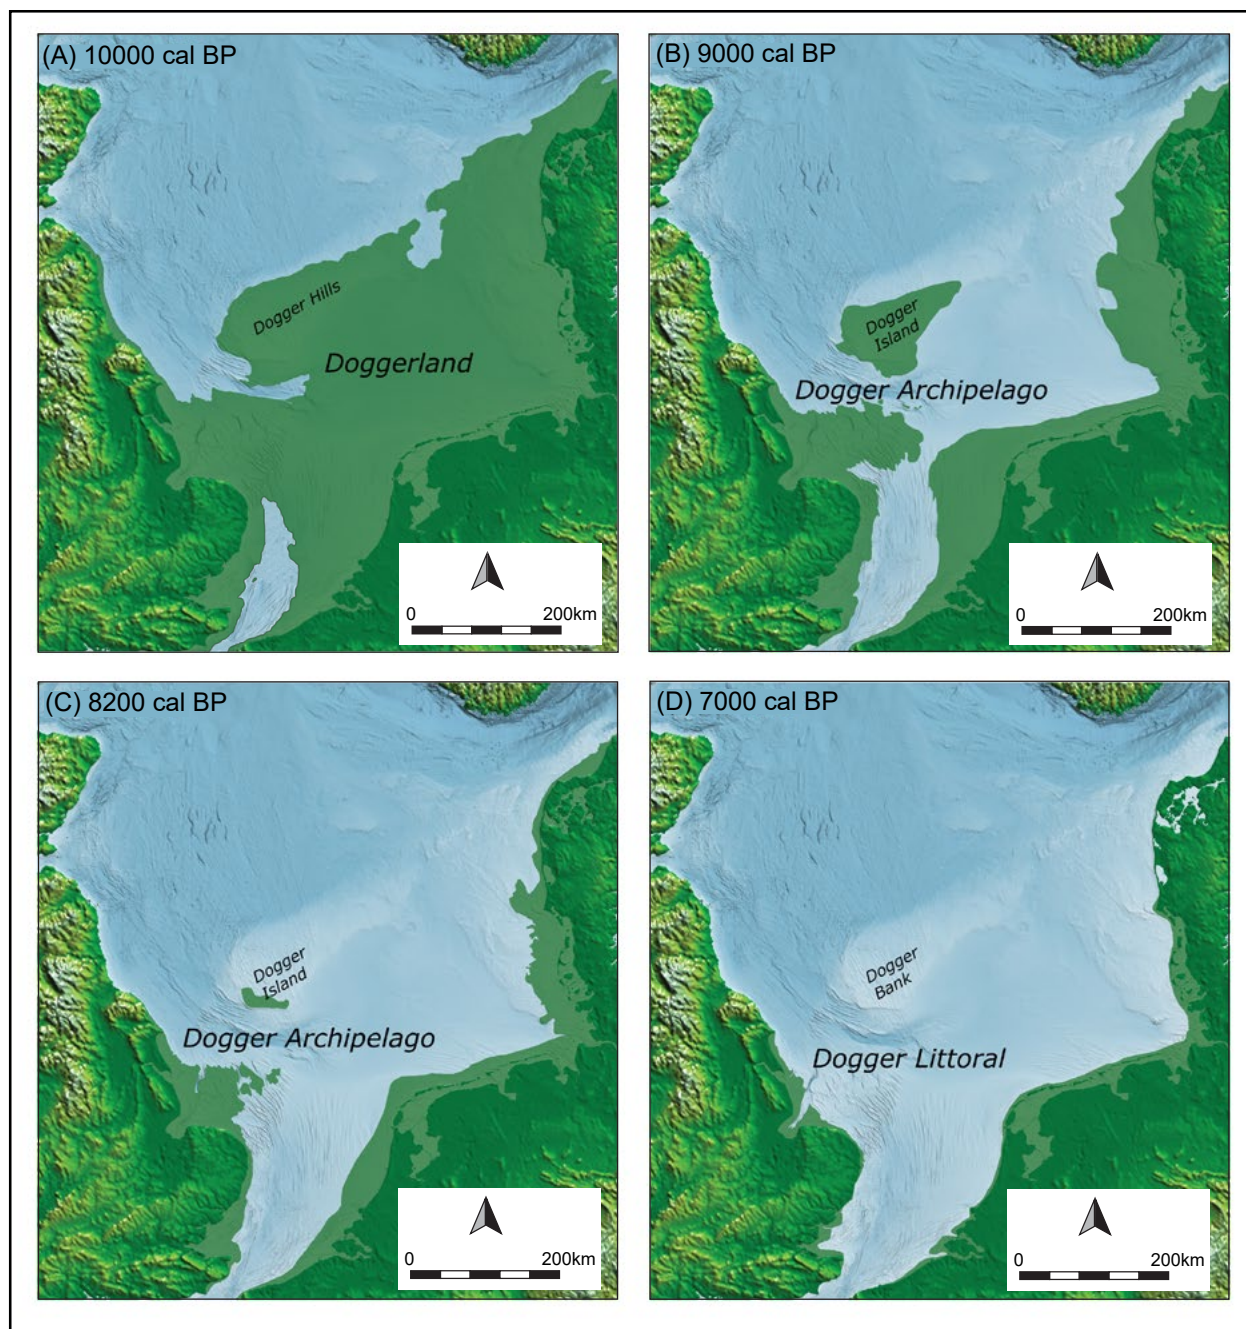 (A) 10000 cal BP
Dogger Hills
Doggerland
0 200km
(B) 9000 cal BP
Dogger
Island
Dogger Archipelago
0 200km
(C) 8200 cal BP
Dogger
Island
Dogger Archipelago
0 200km
(D) 7000 cal BP
Dogger
Bank
Dogger Littoral
0 200km